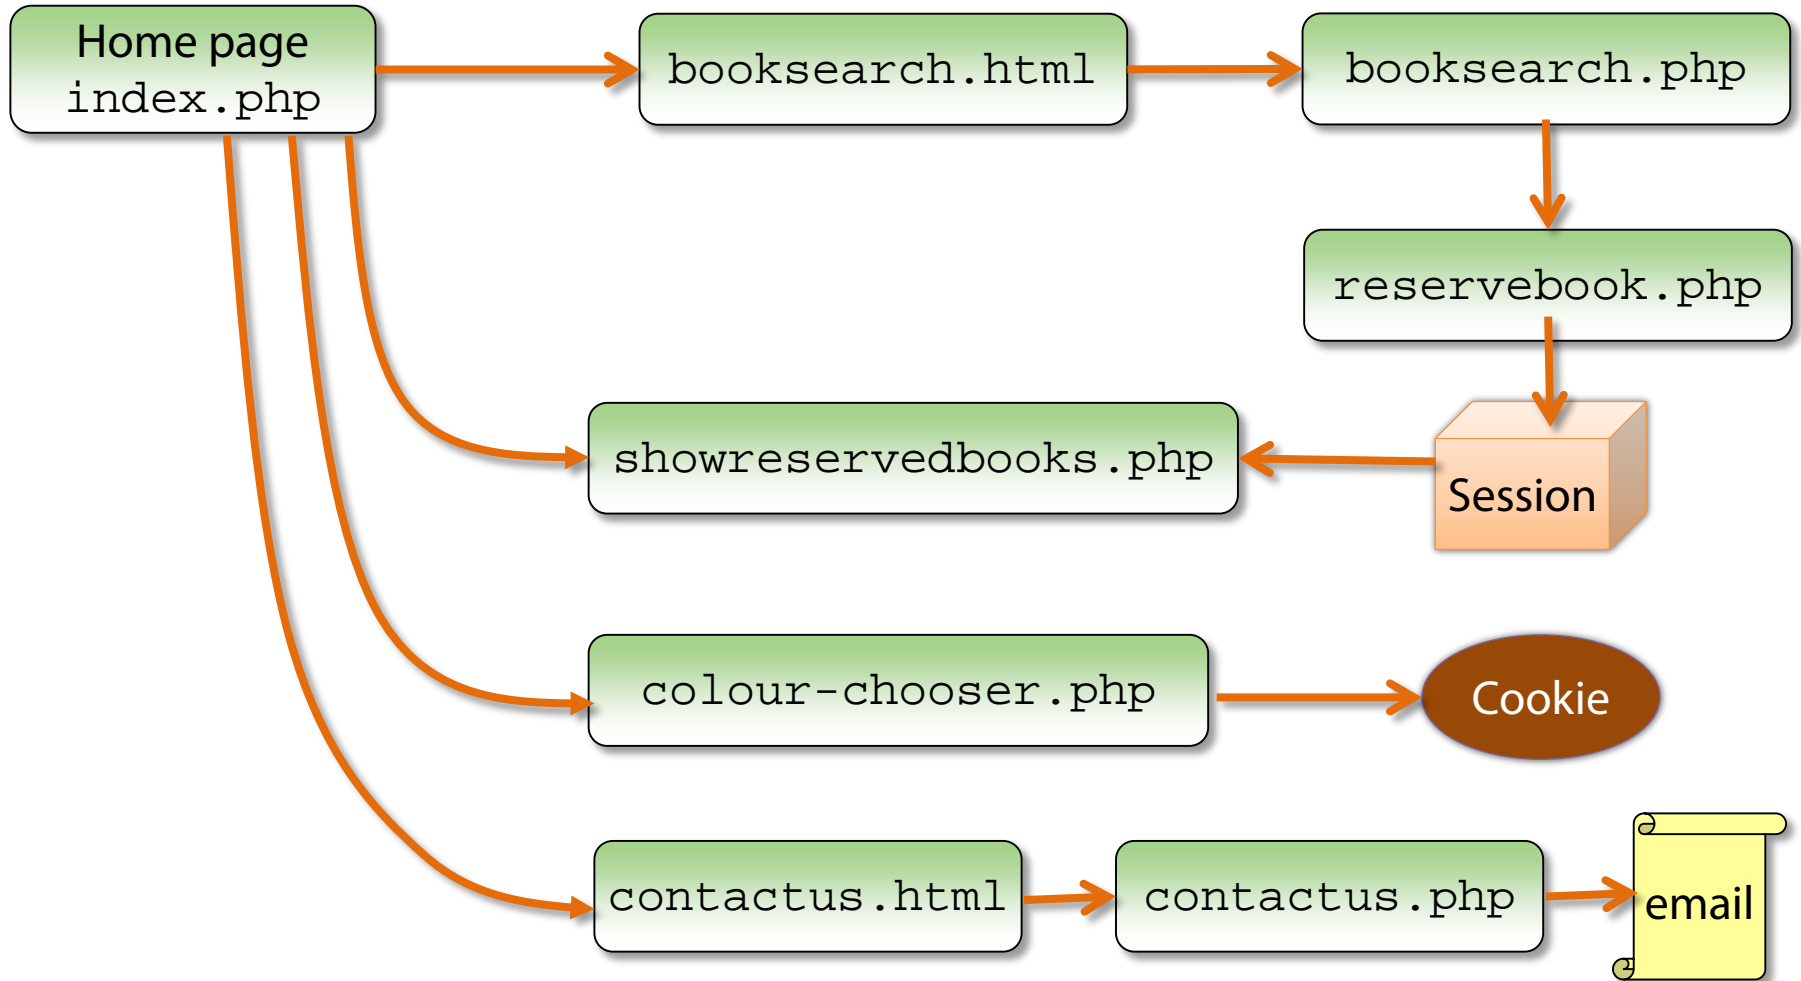 Home page
index.php
booksearch.html
booksearch.php
reservebook.php
showreservedbooks.php
Session
colour-chooser.php
Cookie
contactus.html
contactus.php
email